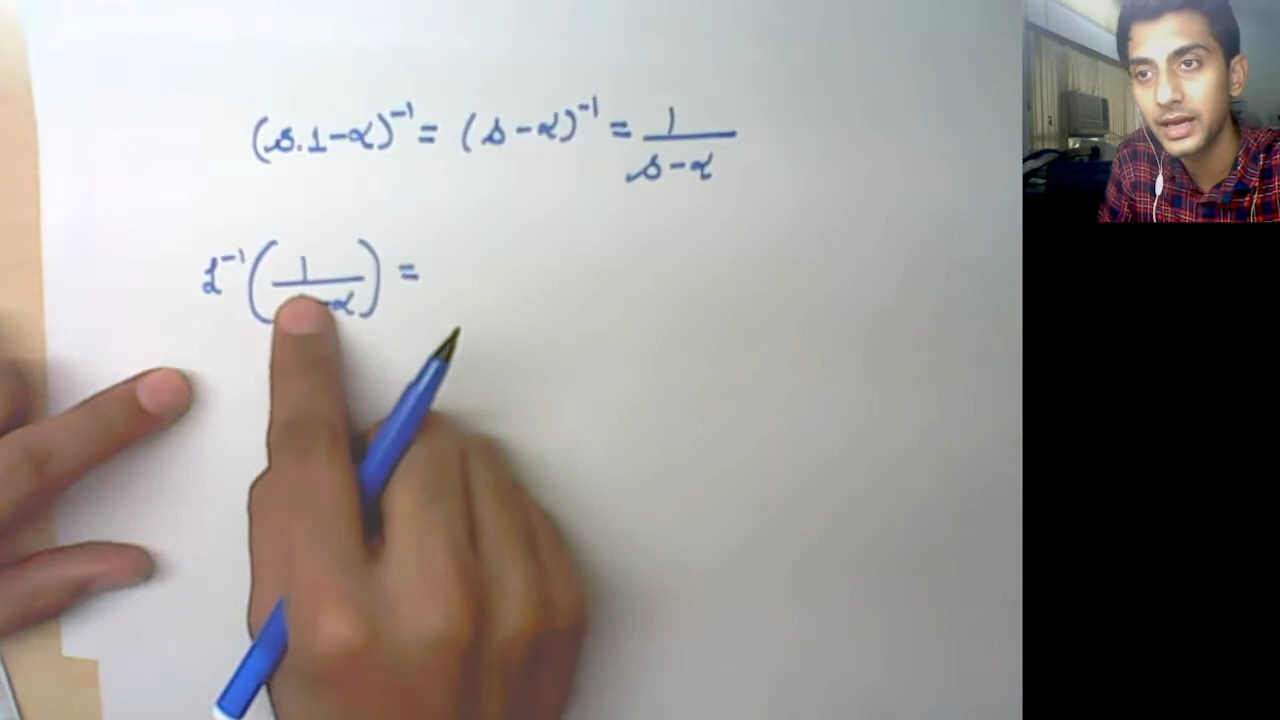 (s.1-α)⁻¹ = (s-α)⁻¹ = 1/(s-α)
ℒ⁻¹(1/(-α)) =